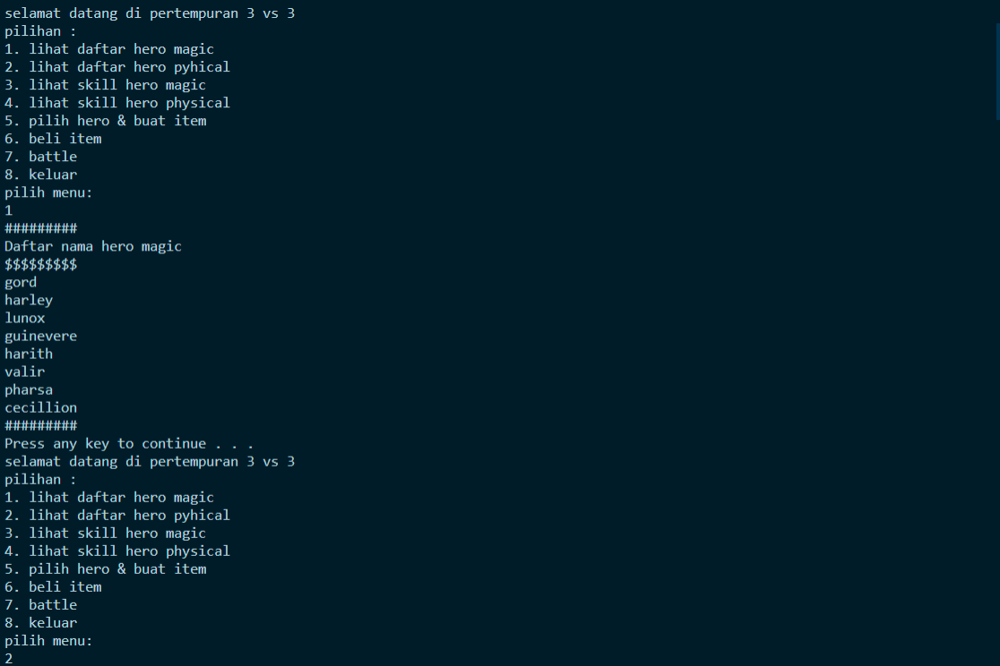 selamat datang di pertempuran 3 vs 3
pilihan :
1. lihat daftar hero magic
2. lihat daftar hero pyhical
3. lihat skill hero magic
4. lihat skill hero physical
5. pilih hero & buat item
6. beli item
7. battle
8. keluar
pilih menu:
1
#########
Daftar nama hero magic
$$$$$$$$$
gord
harley
lunox
guinevere
harith
valir
pharsa
cecillion
#########
Press any key to continue . . .
selamat datang di pertempuran 3 vs 3
pilihan :
1. lihat daftar hero magic
2. lihat daftar hero pyhical
3. lihat skill hero magic
4. lihat skill hero physical
5. pilih hero & buat item
6. beli item
7. battle
8. keluar
pilih menu:
2